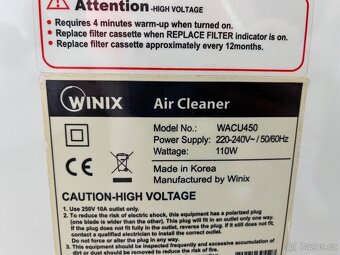 Attention -HIGH VOLTAGE
• Requires 4 minutes warm-up when turned on.
• Replace filter cassette when REPLACE FILTER indicator is on.
• Replace filter cassette approximately every 12months.
WINIX Air Cleaner
Model No.: WACU450
Power Supply: 220-240V~ / 50/60Hz
Wattage: 110W
Made in Korea
Manufactured by Winix
CAUTION-HIGH VOLTAGE
1. Use 250V 10A outlet only.
2. To reduce the risk of electric shock, this equipment has a polarized plug
(one blade is wider than the other). This plug will fit in an outlet only one way.
If the plug does not fit fully in the outlet, reverse the plug. If it still does not
fit, contact qualified personnel to install the proper outlet.
Do not force or alter the plug in any way.
3. This equipment should be inspected frequently and excessive
dirt or dust should be removed to reduce the risk of fire